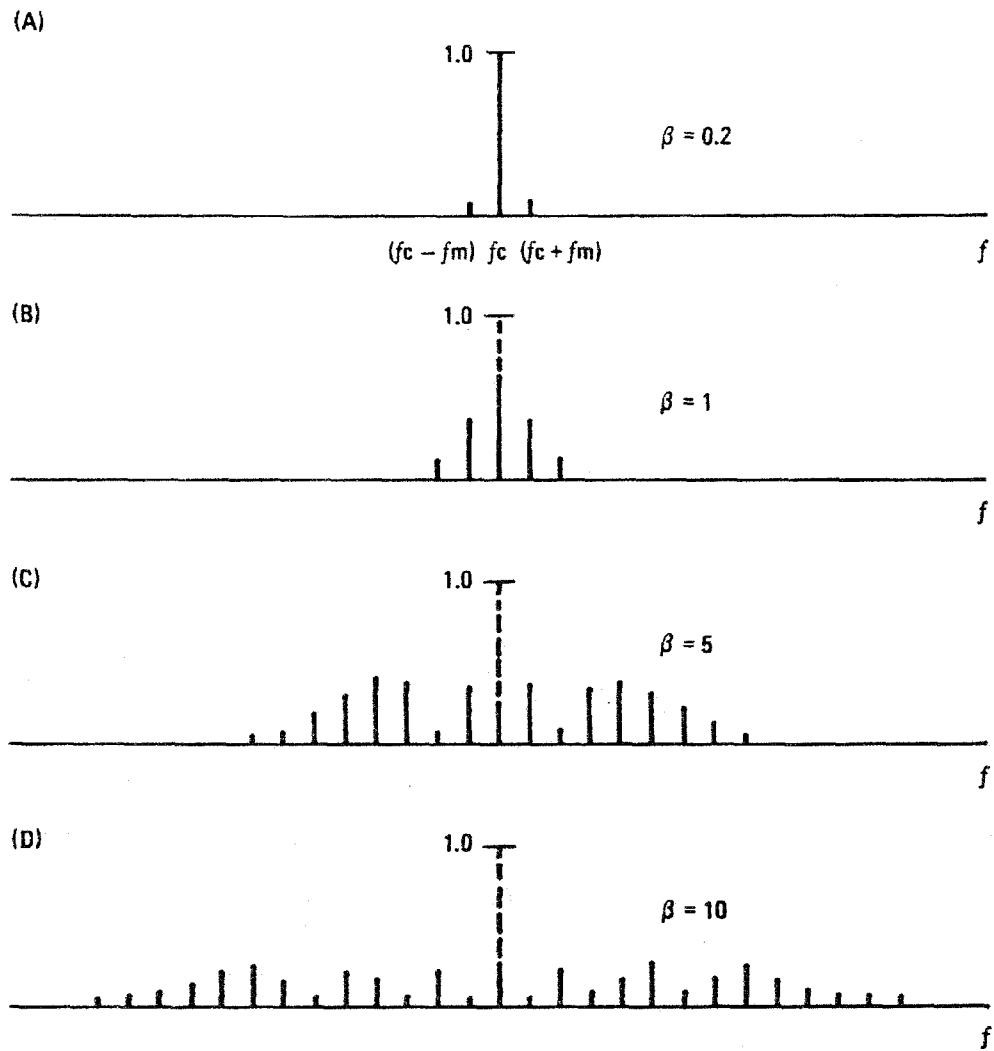 (A)
1.0
β = 0.2
(fc – fm) fc (fc + fm)
f
(B)
1.0
β = 1
f
(C)
1.0
β = 5
f
(D)
1.0
β = 10
f